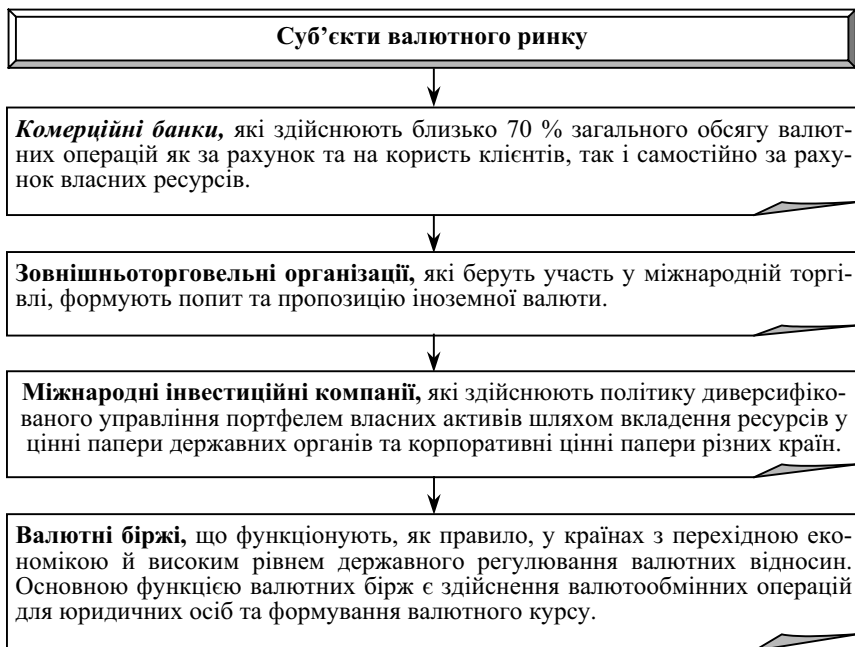 Суб’єкти валютного ринку
Комерційні банки, які здійснюють близько 70 % загального обсягу валют-
них операцій як за рахунок та на користь клієнтів, так і самостійно за раху-
нок власних ресурсів.
Зовнішньоторговельні організації, які беруть участь у міжнародній торгі-
влі, формують попит та пропозицію іноземної валюти.
Міжнародні інвестиційні компанії, які здійснюють політику диверсифіко-
ваного управління портфелем власних активів шляхом вкладення ресурсів у
цінні папери державних органів та корпоративні цінні папери різних країн.
Валютні біржі, що функціонують, як правило, у країнах з перехідною еко-
номікою й високим рівнем державного регулювання валютних відносин.
Основною функцією валютних бірж є здійснення валютообмінних операцій
для юридичних осіб та формування валютного курсу.